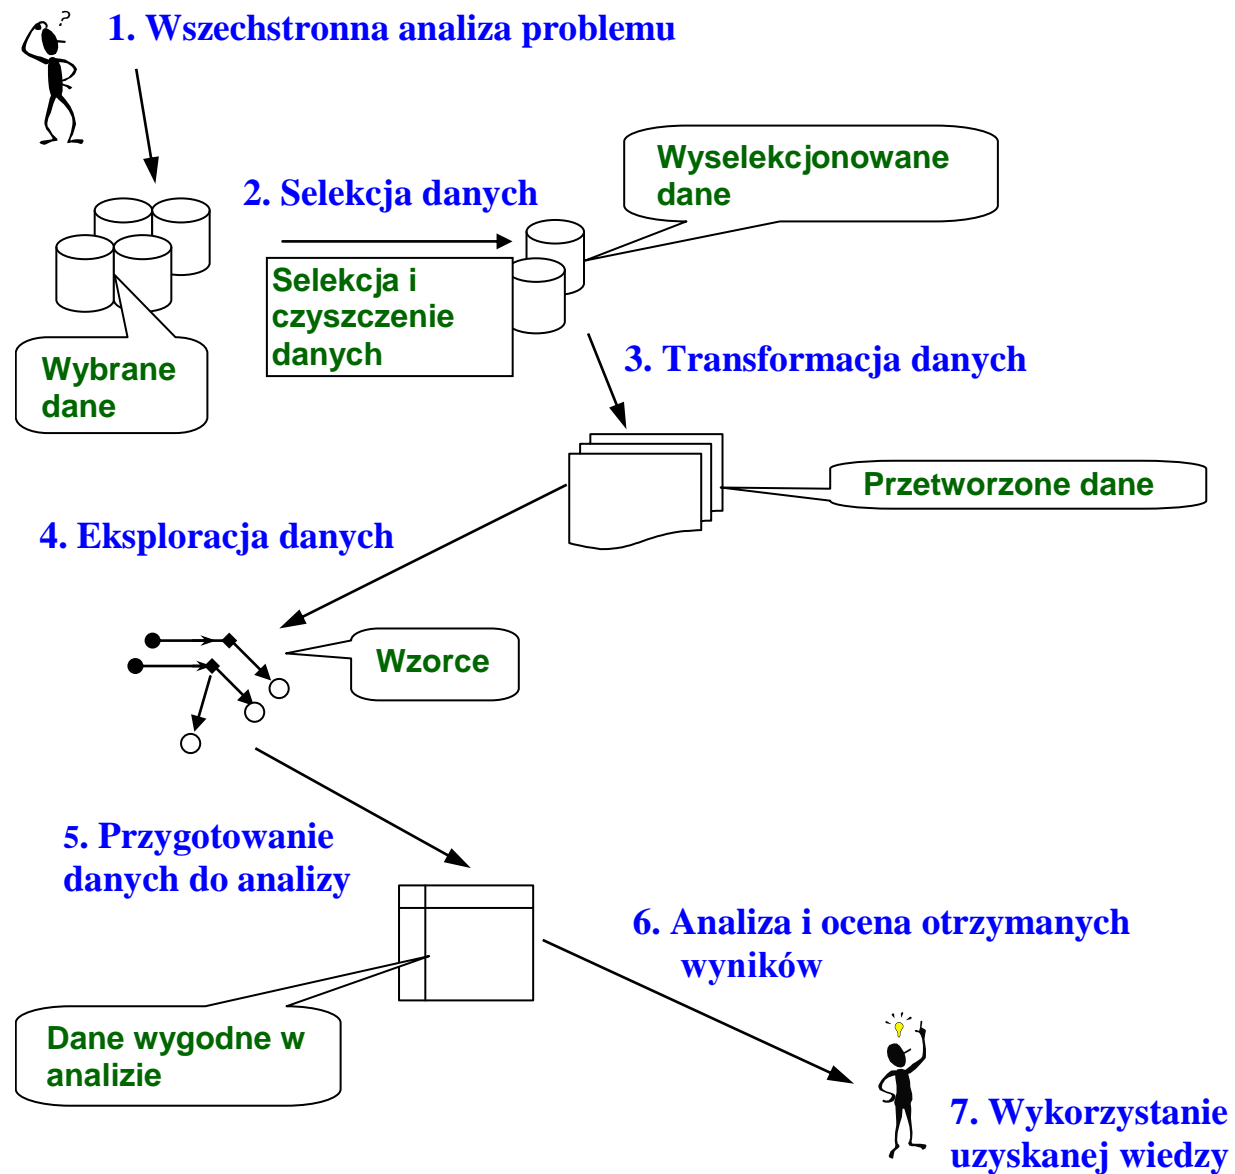 ?
1. Wszechstronna analiza problemu
Wyselekcjonowane
dane
2. Selekcja danych
Selekcja i
czyszczenie
danych
Wybrane
dane
3. Transformacja danych
Przetworzone dane
4. Eksploracja danych
Wzorce
5. Przygotowanie
danych do analizy
6. Analiza i ocena otrzymanych
wyników
Dane wygodne w
analizie
7. Wykorzystanie
uzyskanej wiedzy